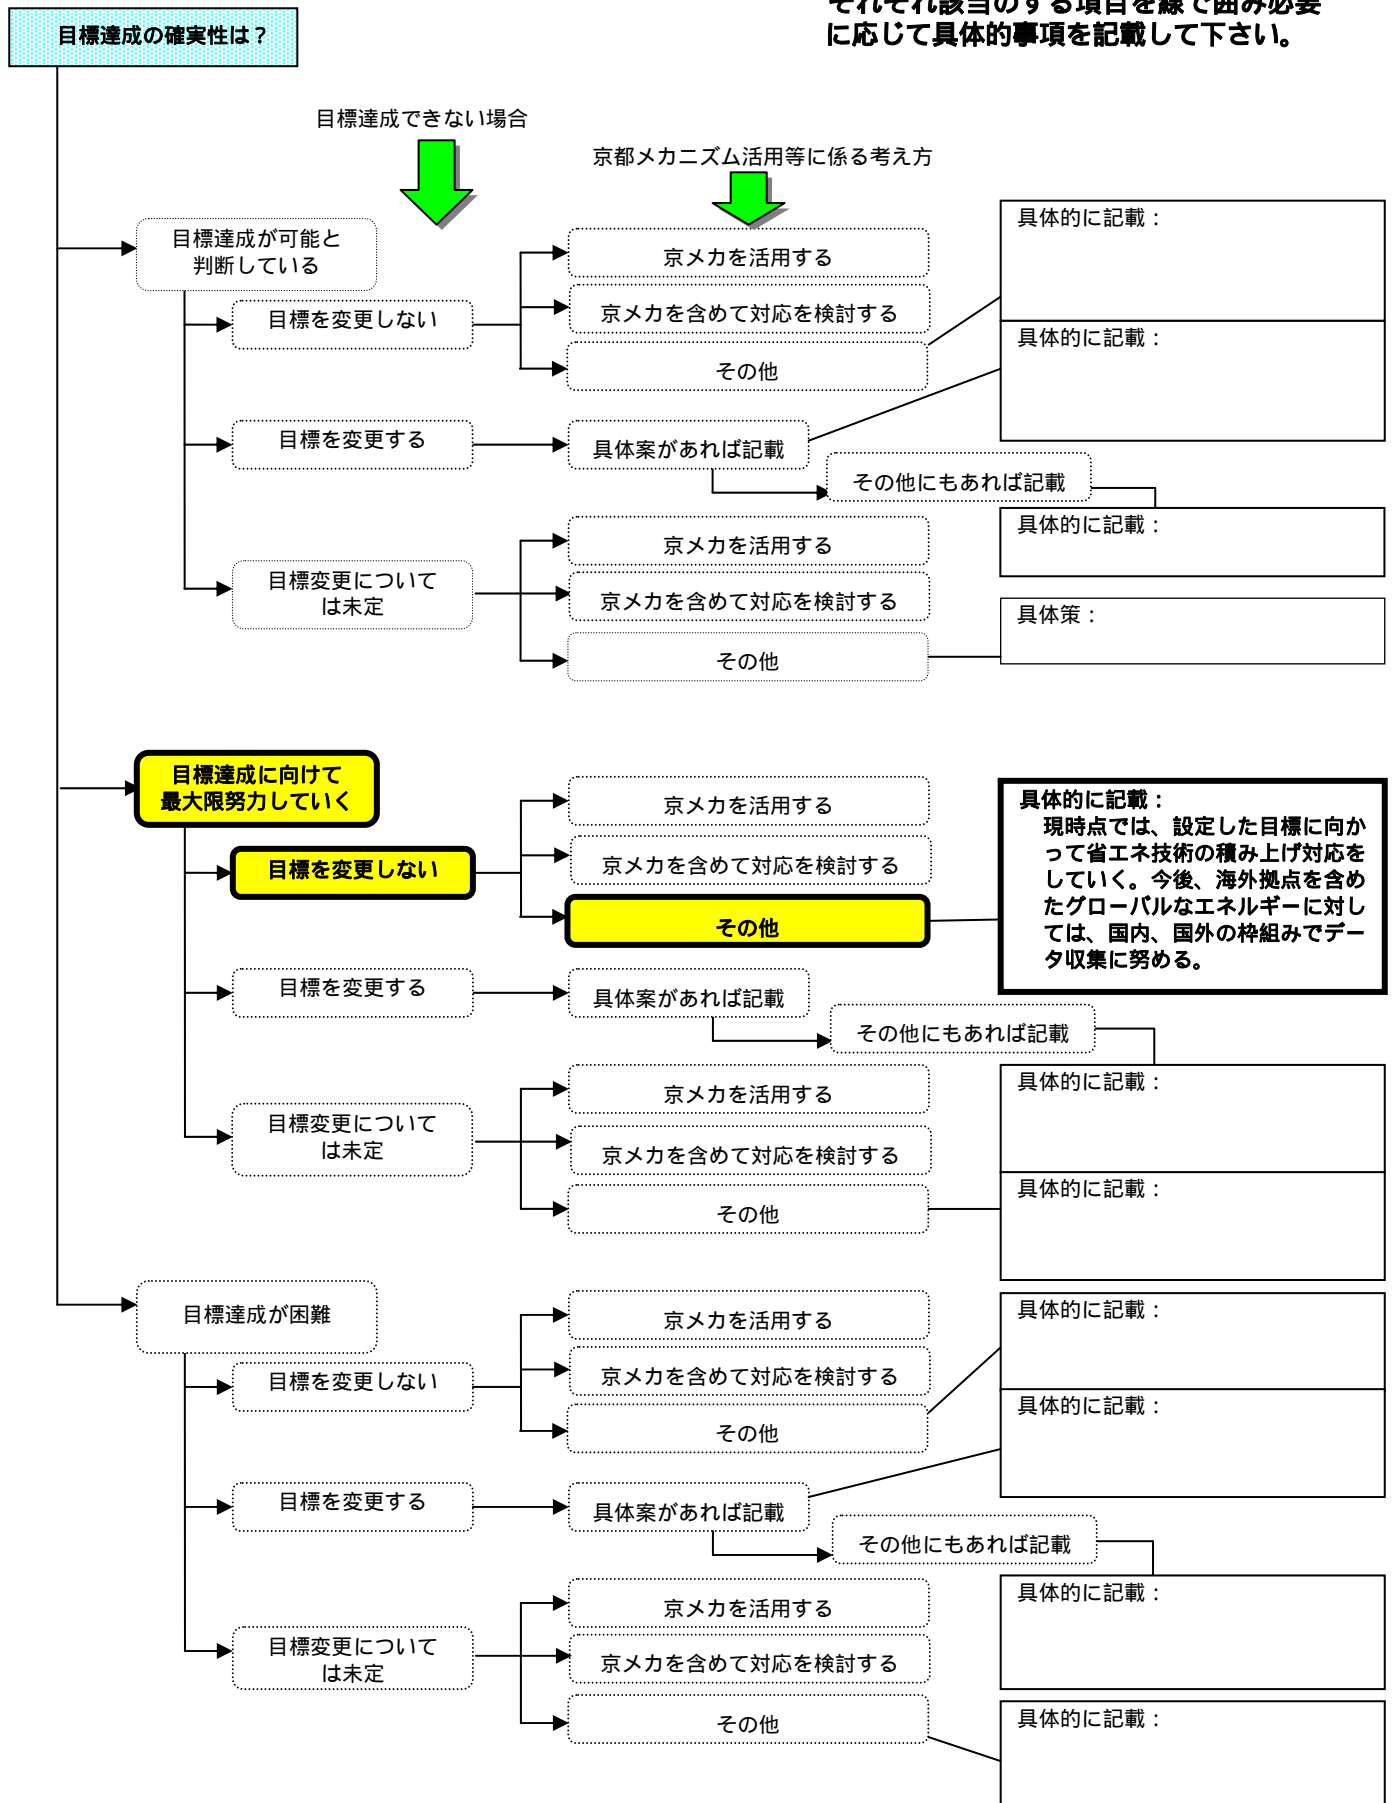 それぞれ該当のする項目を線で囲み必要
に応じて具体的事項を記載して下さい。
目標達成の確実性は？
目標達成できない場合
京都メカニズム活用等に係る考え方
目標達成が可能と
判断している
目標を変更しない
京メカを活用する
京メカを含めて対応を検討する
その他
具体的に記載：
具体的に記載：
目標を変更する
具体案があれば記載
その他にもあれば記載
具体的に記載：
目標変更について
は未定
京メカを活用する
京メカを含めて対応を検討する
その他
具体策：
目標達成に向けて
最大限努力していく
目標を変更しない
京メカを活用する
京メカを含めて対応を検討する
その他
具体的に記載：
現時点では、設定した目標に向か
って省エネ技術の積み上げ対応を
していく。今後、海外拠点を含め
たグローバルなエネルギーに対し
ては、国内、国外の枠組みでデー
タ収集に努める。
目標を変更する
具体案があれば記載
その他にもあれば記載
具体的に記載：
目標変更について
は未定
京メカを活用する
京メカを含めて対応を検討する
その他
具体的に記載：
目標達成が困難
目標を変更しない
京メカを活用する
京メカを含めて対応を検討する
その他
具体的に記載：
具体的に記載：
目標を変更する
具体案があれば記載
その他にもあれば記載
具体的に記載：
目標変更について
は未定
京メカを活用する
京メカを含めて対応を検討する
その他
具体的に記載：